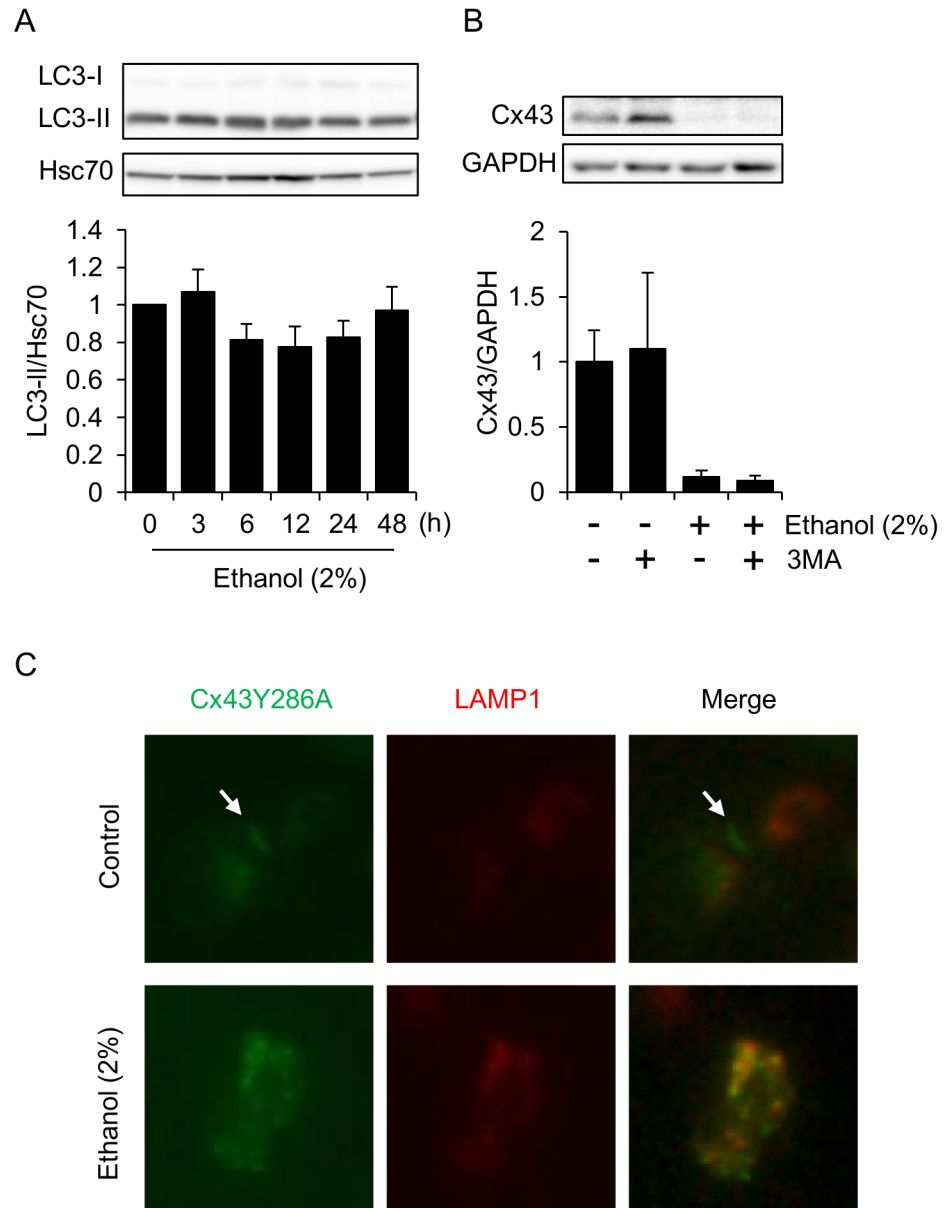 A
LC3-I
LC3-II
Hsc70
1.4
1.2
1
0.8
0.6
0.4
0.2
0
LC3-II/Hsc70
0 3 6 12 24 48 (h)
Ethanol (2%)
B
Cx43
GAPDH
2
1.5
1
0.5
0
Cx43/GAPDH
- - + + Ethanol (2%)
- + - + 3MA
C
Cx43Y286A LAMP1 Merge
Control
Ethanol (2%)